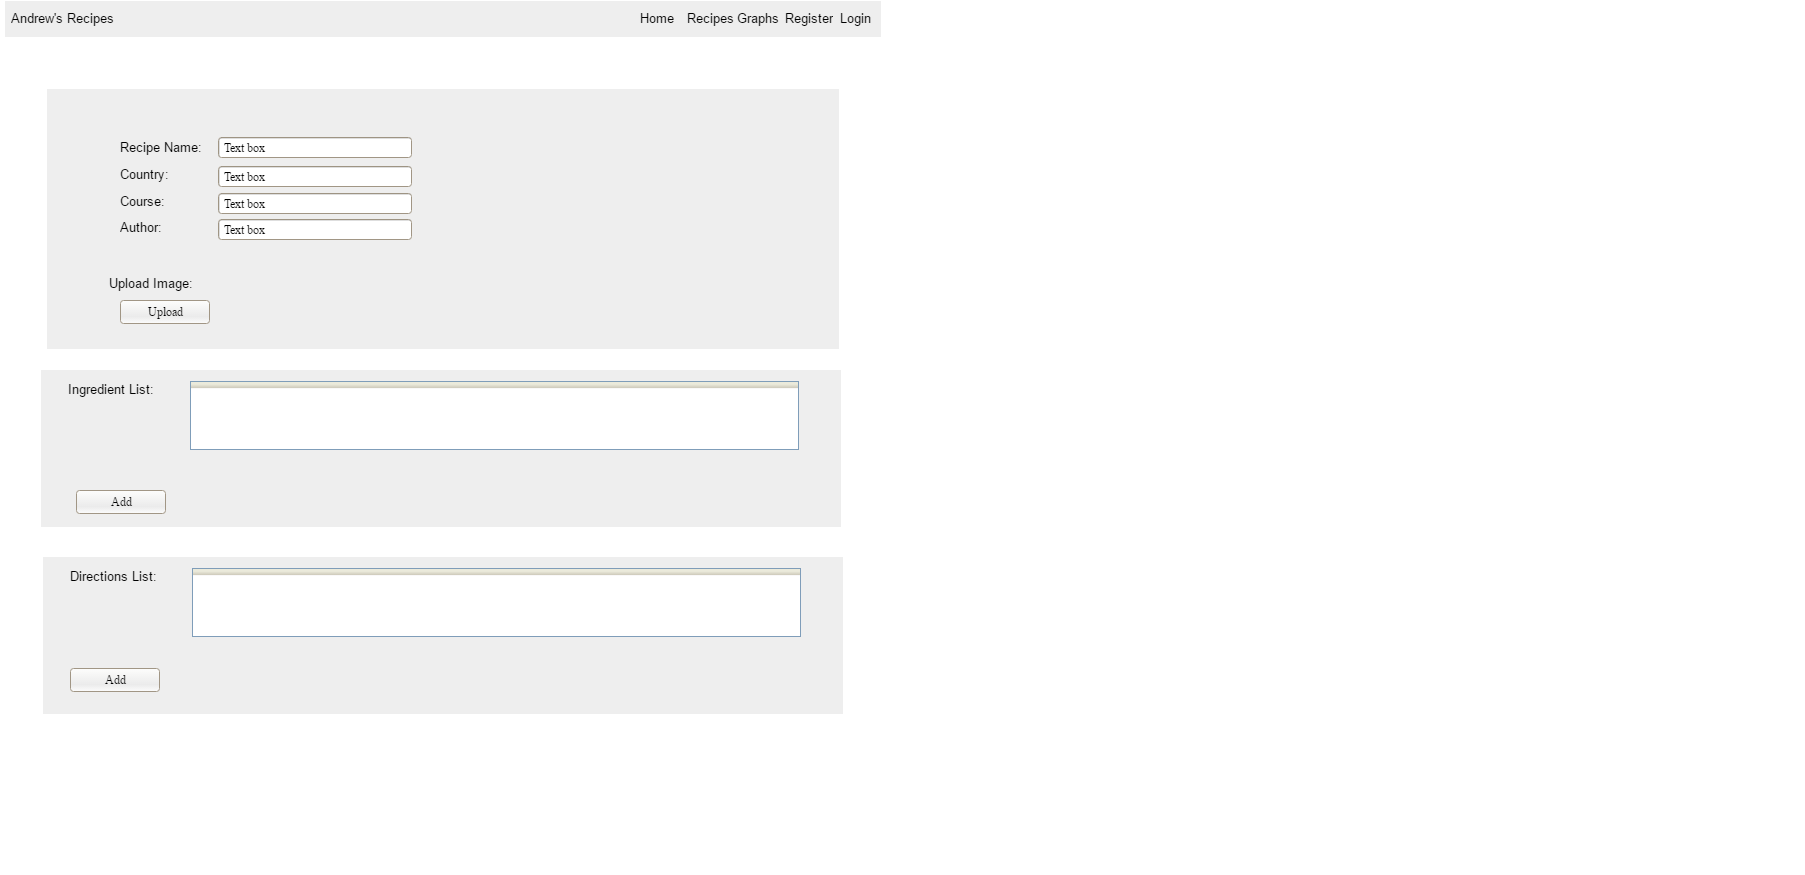 Andrew's Recipes Home Recipes Graphs Register Login
Recipe Name: Text box
Country: Text box
Course: Text box
Author: Text box
Upload Image:
Upload
Ingredient List:
Add
Directions List:
Add